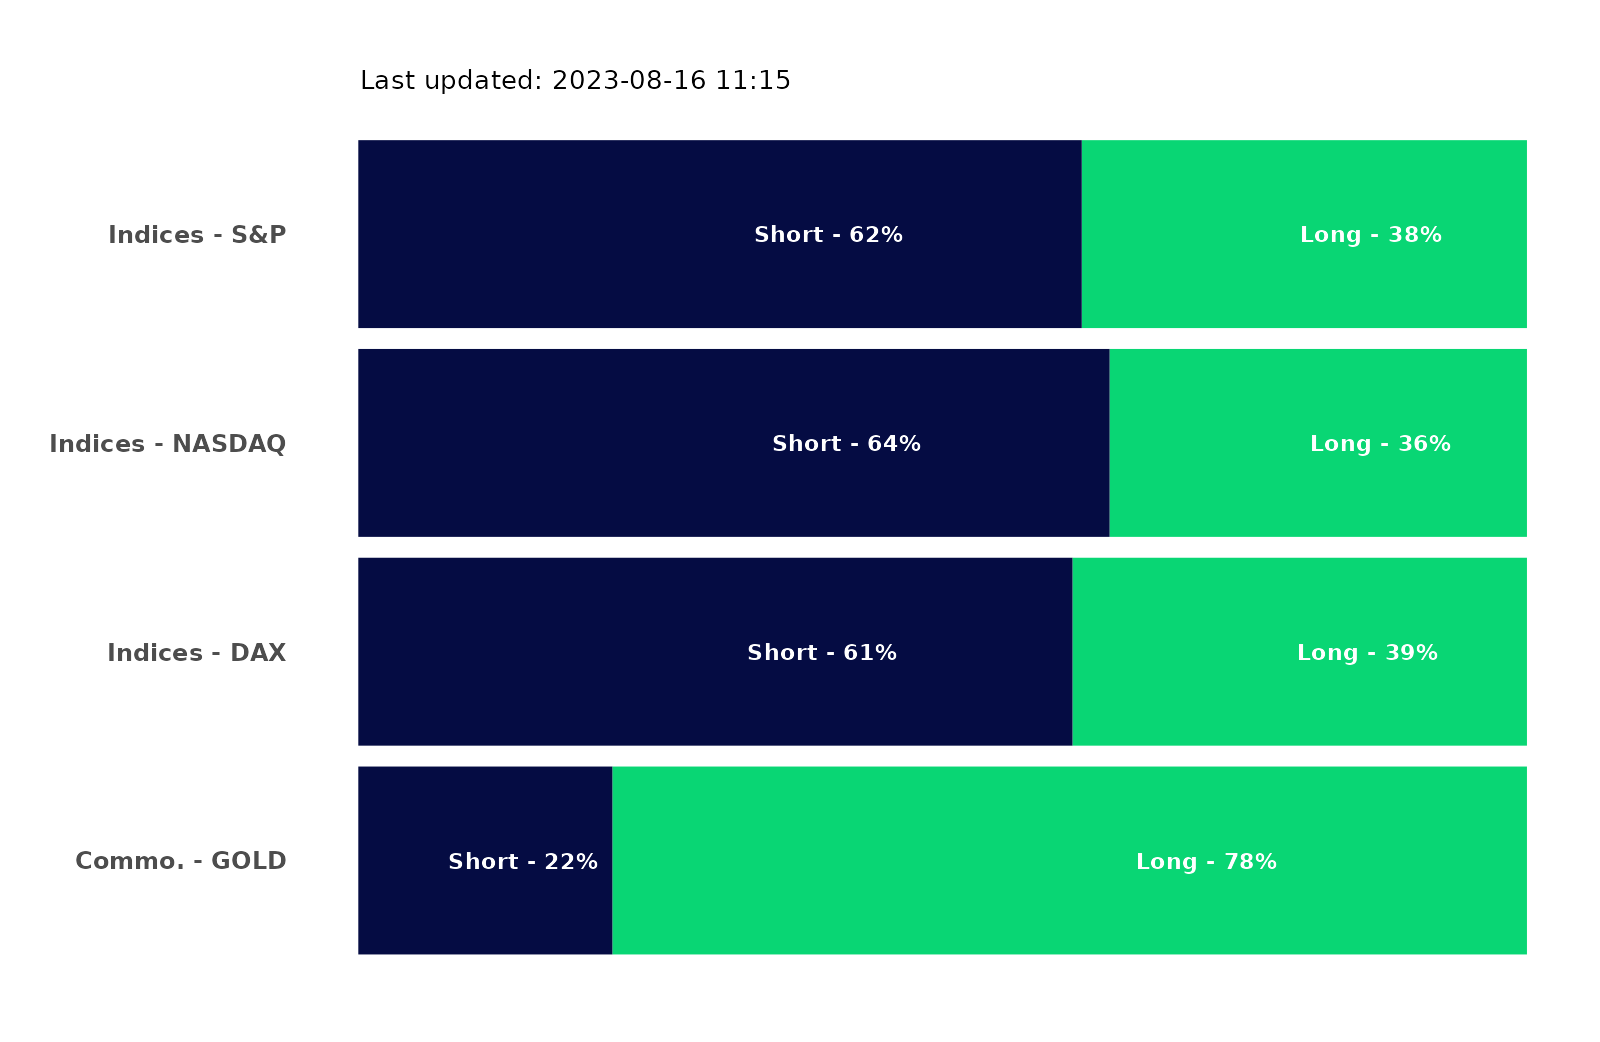 Last updated: 2023-08-16 11:15
Indices - S&P Short - 62% Long - 38%
Indices - NASDAQ Short - 64% Long - 36%
Indices - DAX Short - 61% Long - 39%
Commo. - GOLD Short - 22% Long - 78%